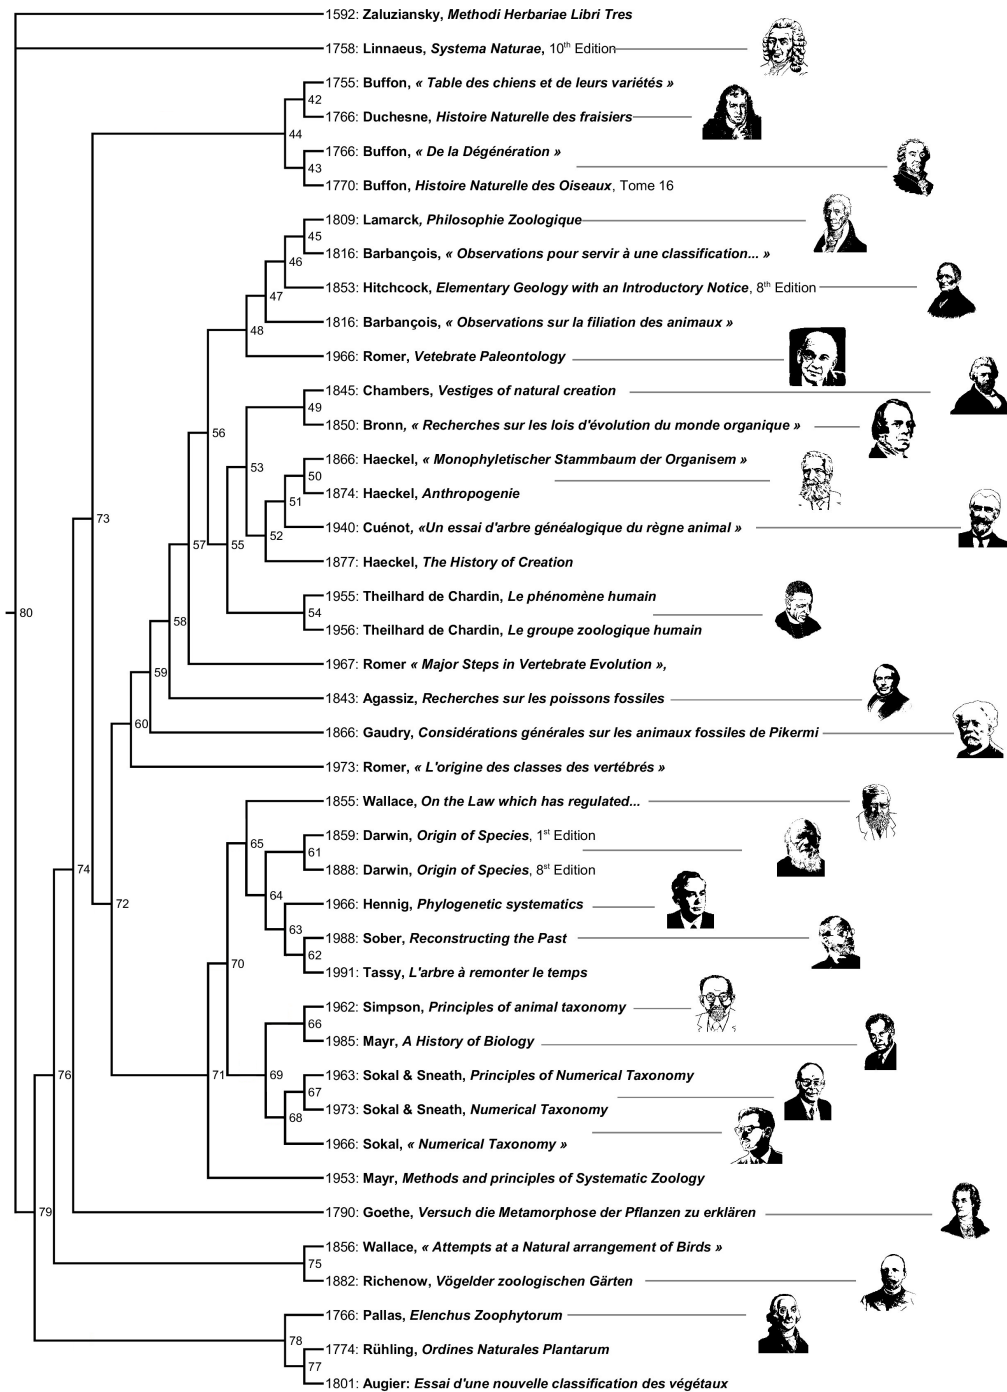 1592: Zaluziansky, Methodi Herbariae Libri Tres
1758: Linnaeus, Systema Naturae, 10th Edition
1755: Buffon, « Table des chiens et de leurs variétés »
42
1766: Duchesne, Histoire Naturelle des fraisiers
44
1766: Buffon, « De la Dégénération »
43
1770: Buffon, Histoire Naturelle des Oiseaux, Tome 16
1809: Lamarck, Philosophie Zoologique
45
1816: Barbançois, « Observations pour servir à une classification... »
46
1853: Hitchcock, Elementary Geology with an Introductory Notice, 8th Edition
47
1816: Barbançois, « Observations sur la filiation des animaux »
48
1966: Romer, Vetebrate Paleontology
1845: Chambers, Vestiges of natural creation
49
1850: Bronn, « Recherches sur les lois d'évolution du monde organique »
56
1866: Haeckel, « Monophyletischer Stammbaum der Organisem »
53
50
1874: Haeckel, Anthropogenie
51
73
1940: Cuénot, «Un essai d'arbre généalogique du règne animal »
52
57
55
1877: Haeckel, The History of Creation
1955: Theilhard de Chardin, Le phénomène humain
80
54
58
1956: Theilhard de Chardin, Le groupe zoologique humain
1967: Romer « Major Steps in Vertebrate Evolution »,
59
1843: Agassiz, Recherches sur les poissons fossiles
60
1866: Gaudry, Considérations générales sur les animaux fossiles de Pikermi
1973: Romer, « L'origine des classes des vertébrés »
1855: Wallace, On the Law which has regulated...
1859: Darwin, Origin of Species, 1st Edition
65
61
1888: Darwin, Origin of Species, 8st Edition
74
64
1966: Hennig, Phylogenetic systematics
72
63
1988: Sober, Reconstructing the Past
62
70
1991: Tassy, L'arbre à remonter le temps
1962: Simpson, Principles of animal taxonomy
66
1985: Mayr, A History of Biology
1963: Sokal & Sneath, Principles of Numerical Taxonomy
76
71
69
67
1973: Sokal & Sneath, Numerical Taxonomy
68
1966: Sokal, « Numerical Taxonomy »
1953: Mayr, Methods and principles of Systematic Zoology
1790: Goethe, Versuch die Metamorphose der Pflanzen zu erklären
79
1856: Wallace, « Attempts at a Natural arrangement of Birds »
75
1882: Richenow, Vögelder zoologischen Gärten
1766: Pallas, Elenchus Zoophytorum
78
1774: Rühling, Ordines Naturales Plantarum
77
1801: Augier: Essai d'une nouvelle classification des végétaux